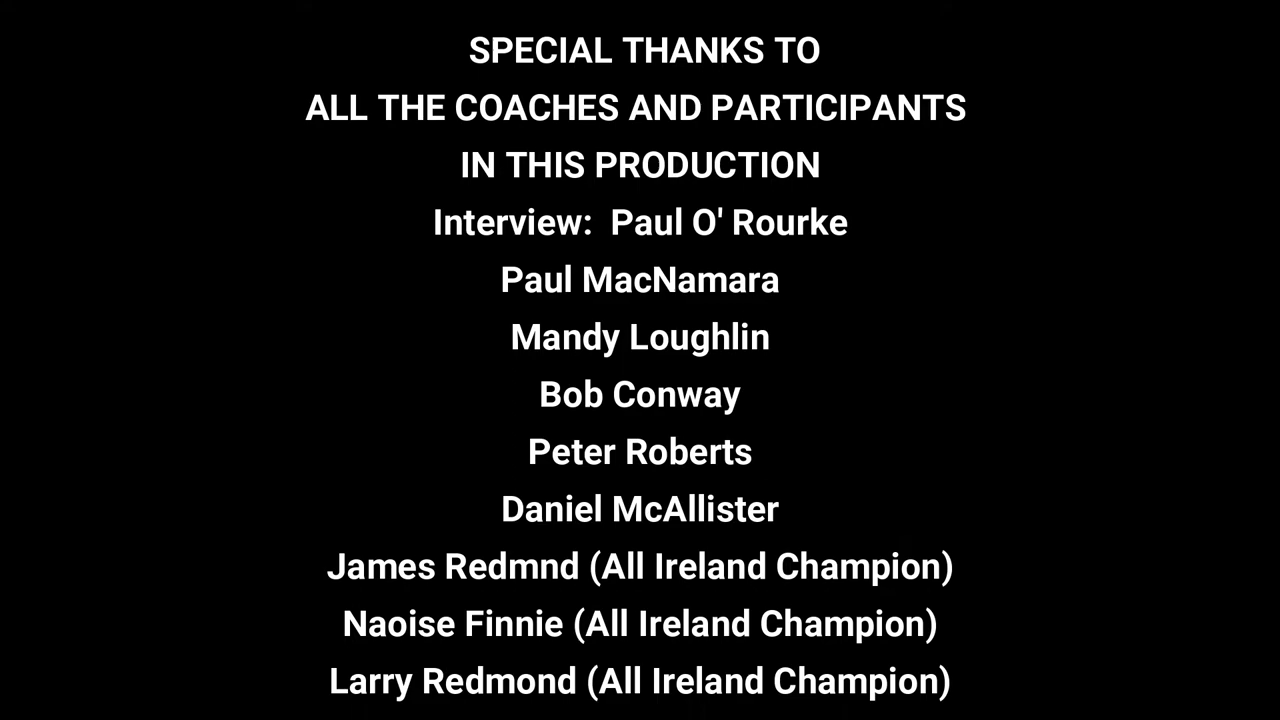 SPECIAL THANKS TO
ALL THE COACHES AND PARTICIPANTS
IN THIS PRODUCTION
Interview:  Paul O' Rourke
Paul MacNamara
Mandy Loughlin
Bob Conway
Peter Roberts
Daniel McAllister
James Redmnd (All Ireland Champion)
Naoise Finnie (All Ireland Champion)
Larry Redmond (All Ireland Champion)